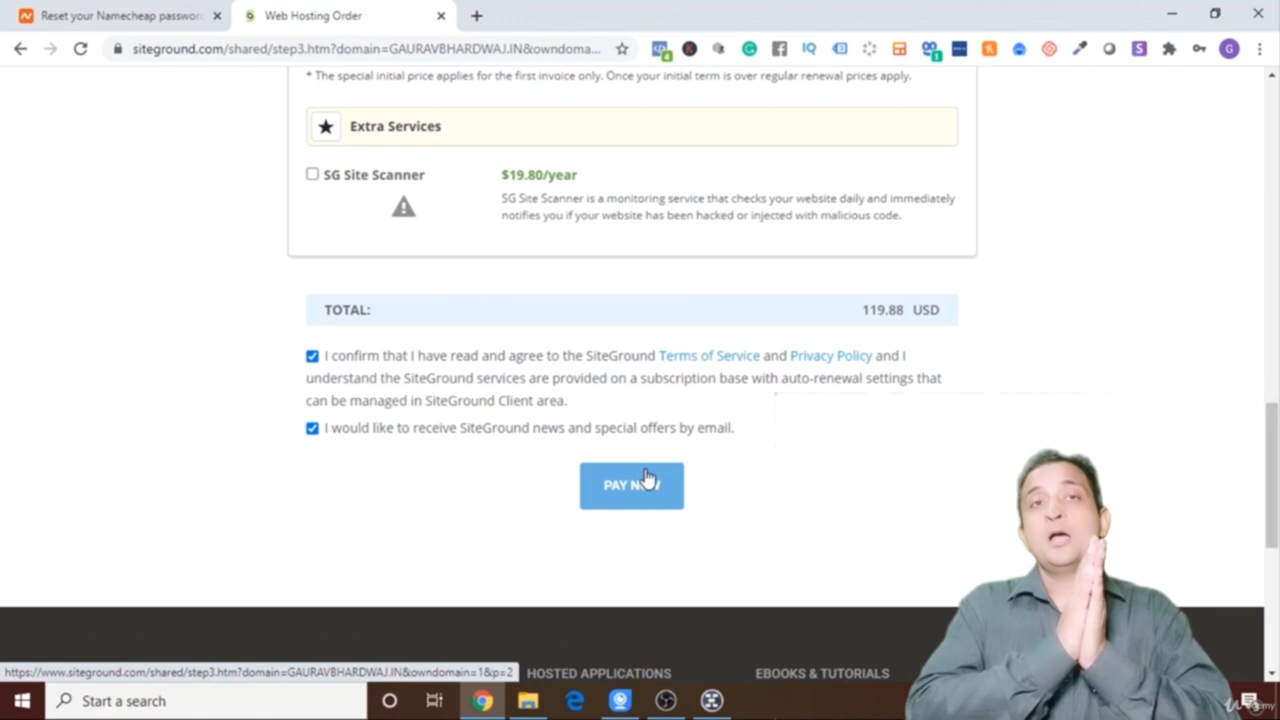 Reset your Namecheap password
Web Hosting Order
siteground.com/shared/step3.htm?domain=GAURAVBHARDWAJ.IN&owndoma...
* The special initial price applies for the first invoice only. Once your initial term is over regular renewal prices apply.
Extra Services
SG Site Scanner $19.80/year
SG Site Scanner is a monitoring service that checks your website daily and immediately
notifies you if your website has been hacked or injected with malicious code.
TOTAL: 119.88 USD
I confirm that I have read and agree to the SiteGround Terms of Service and Privacy Policy and I
understand the SiteGround services are provided on a subscription base with auto-renewal settings that
can be managed in SiteGround Client area.
I would like to receive SiteGround news and special offers by email.
PAY NOW
https://www.siteground.com/shared/step3.htm?domain=GAURAVBHARDWAJ.IN&owndomain=1&p=2
HOSTED APPLICATIONS
EBOOKS & TUTORIALS
Start a search